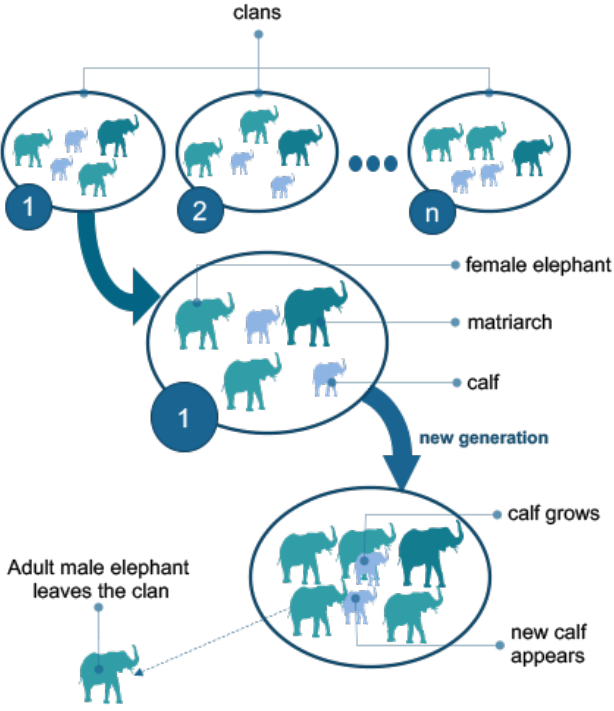 clans
1
2
n
female elephant
matriarch
calf
1
new generation
calf grows
Adult male elephant
leaves the clan
new calf
appears